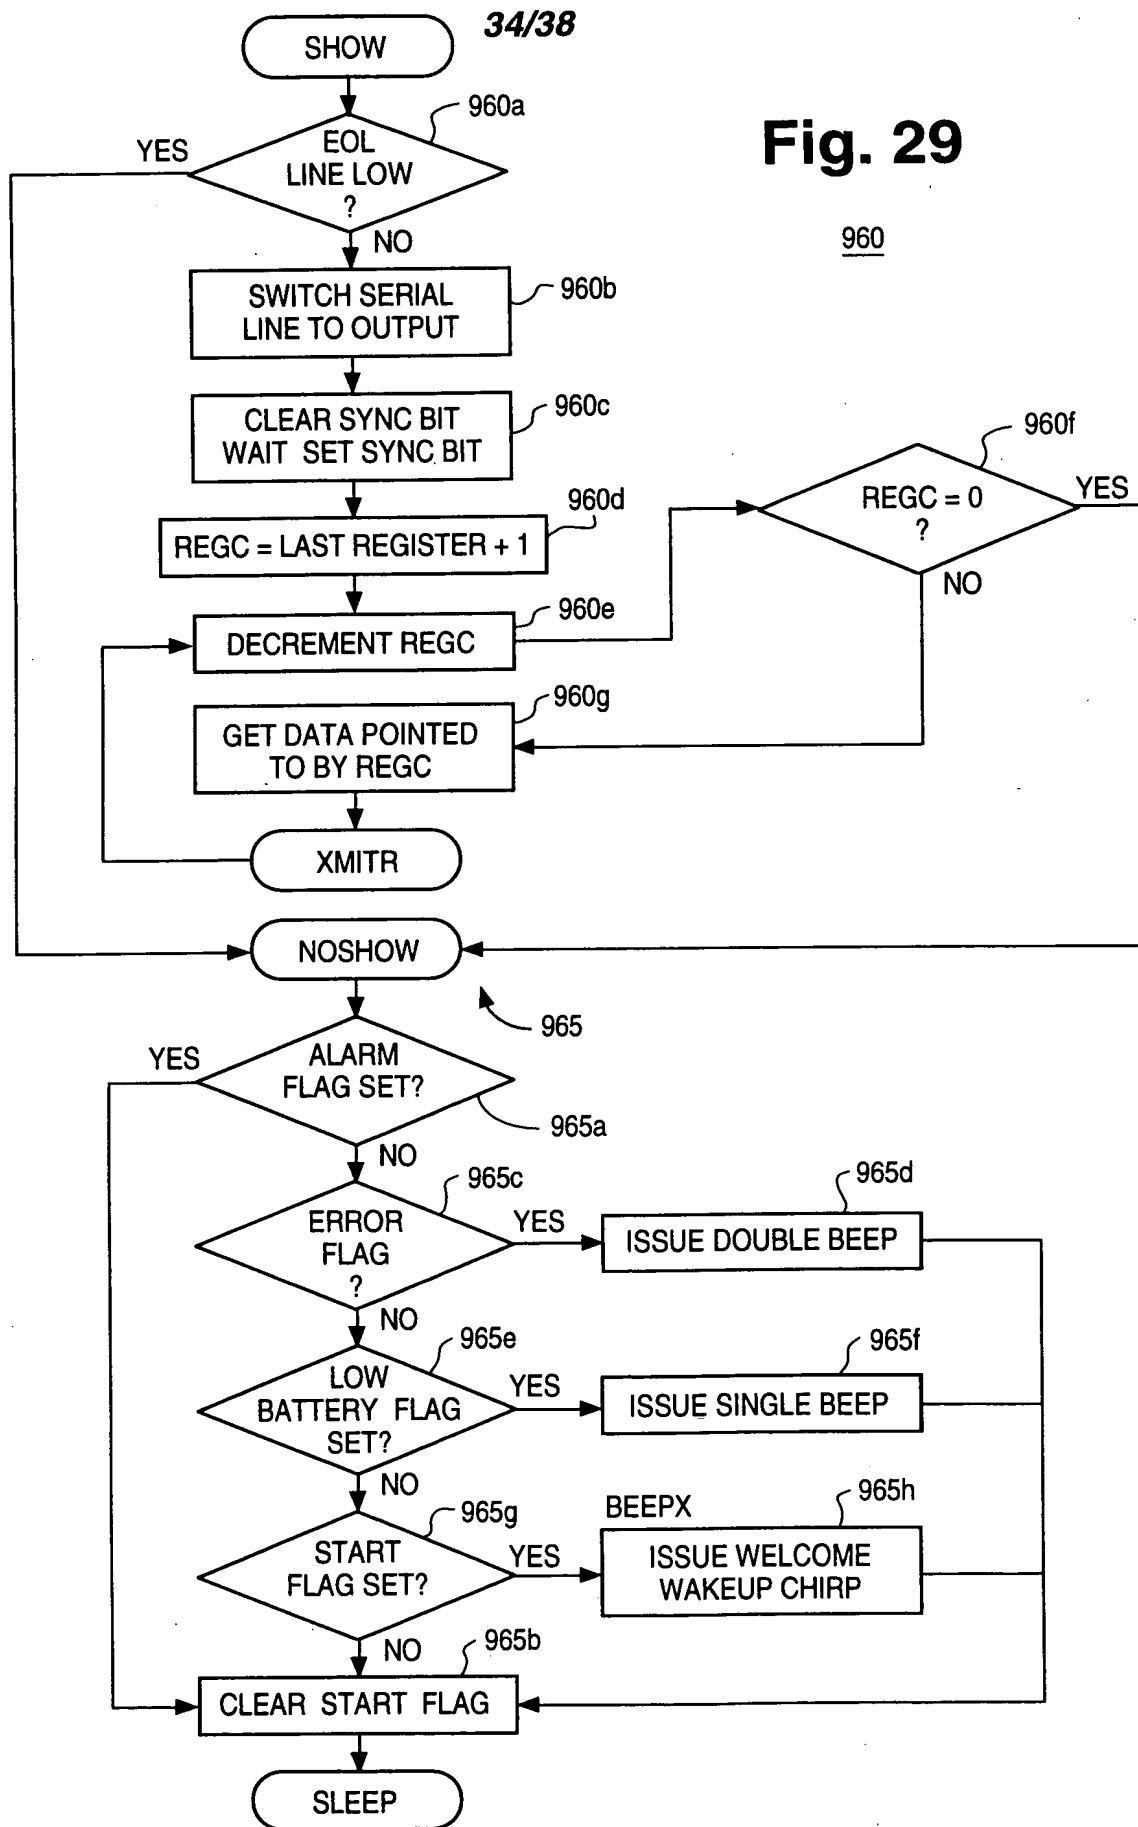 34/38
SHOW
960a
Fig. 29
YES
EOL
LINE LOW
?
NO
960
SWITCH SERIAL
LINE TO OUTPUT
960b
CLEAR SYNC BIT
WAIT SET SYNC BIT
960c
960f
REGC = 0
?
YES
NO
960d
REGC = LAST REGISTER + 1
960e
DECREMENT REGC
960g
GET DATA POINTED
TO BY REGC
XMITR
NOSHOW
965
YES
ALARM
FLAG SET?
965a
NO
965c
ERROR
FLAG
?
YES
965d
ISSUE DOUBLE BEEP
NO
965e
LOW
BATTERY FLAG
SET?
YES
965f
ISSUE SINGLE BEEP
NO
965g
START
FLAG SET?
YES
BEEPX
965h
ISSUE WELCOME
WAKEUP CHIRP
NO
965b
CLEAR START FLAG
SLEEP